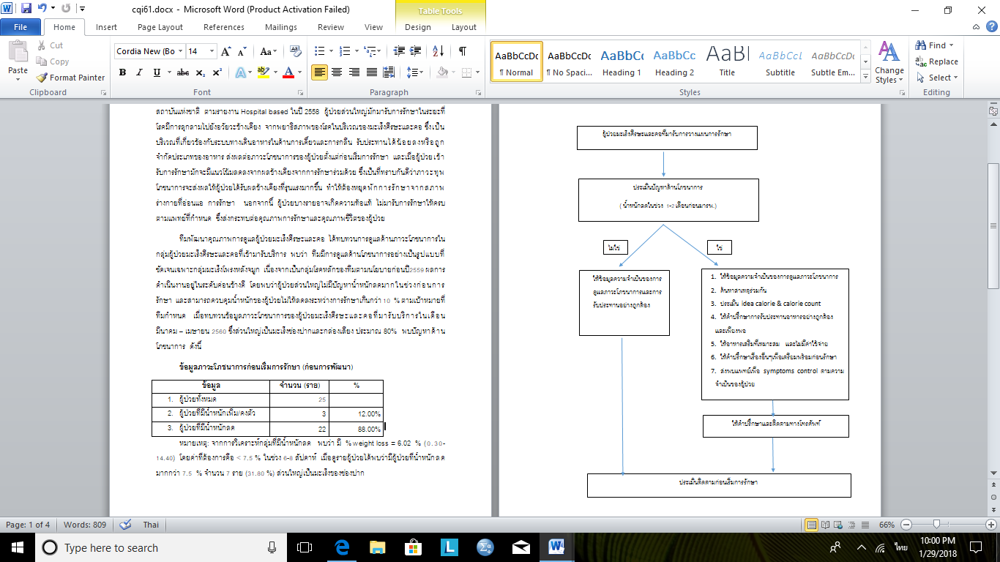 cqi61.docx - Microsoft Word (Product Activation Failed)
Table Tools
File Home Insert Page Layout References Mailings Review View Design Layout
Paste
Cut
Copy
Format Painter
Clipboard
Cordia New (Bo 14
Font
Paragraph
AaBbCcDc AaBbCcDc AaBbCc AaBbCc AaBl AaBbCcL AaBbCcDc
¶ Normal ¶ No Spaci... Heading 1 Heading 2 Title Subtitle Subtle Em...
Change Styles
Styles
Find
Replace
Select
Editing
สถาบันแห่งชาติ ตามรายงาน Hospital based ในปี 2558 ผู้ป่วยส่วนใหญ่มักมารับการรักษาในระยะที่
โรคมีการลุกลามไปยังอวัยวะข้างเคียง จากพยาธิสภาพของโรคในบริเวณของมะเร็งศีรษะและคอ ซึ่งเป็น
บริเวณที่เกี่ยวข้องกับระบบทางเดินอาหารในด้านการเคี้ยวและการกลืน รับประทานได้น้อยลงหรือถูก
จำกัดประเภทของอาหาร ส่งผลต่อภาวะโภชนาการของผู้ป่วยตั้งแต่ก่อนเริ่มการรักษา และเมื่อผู้ป่วยเข้า
รับการรักษามักจะมีแนวโน้มลดลงจากผลข้างเคียงจากการรักษาร่วมด้วย ซึ่งเป็นที่ทราบกันดีว่าภาวะทุพ
โภชนาการจะส่งผลให้ผู้ป่วยได้รับผลข้างเคียงที่รุนแรงมากขึ้น ทำให้ต้องหยุดพักการรักษาจากสภาพ
ร่างกายที่อ่อนแอ การรักษา นอกจากนี้ ผู้ป่วยบางรายอาจเกิดความท้อแท้ ไม่มารับการรักษาให้ครบ
ตามแพทย์ที่กำหนด ซึ่งส่งกระทบต่อคุณภาพการรักษาและคุณภาพชีวิตของผู้ป่วย
ทีมพัฒนาคุณภาพการดูแลผู้ป่วยมะเร็งศีรษะและคอ ได้ทบทวนการดูแลด้านภาวะโภชนาการใน
กลุ่มผู้ป่วยมะเร็งศีรษะและคอที่เข้ามารับบริการ พบว่า ทีมมีการดูแลด้านโภชนาการอย่างเป็นรูปแบบที่
ชัดเจนเฉพาะกลุ่มมะเร็งโพรงหลังจมูก เนื่องจากเป็นกลุ่มโรคหลักของทีมตามนโยบายก่อนปี2559 ผลการ
ดำเนินงานอยู่ในระดับค่อนข้างดี โดยพบว่าผู้ป่วยส่วนใหญ่ไม่มีปัญหาน้ำหนักลดมากในช่วงก่อนการ
รักษา และสามารถควบคุมน้ำหนักของผู้ป่วยไม่ให้ลดลงระหว่างการรักษาเกินกว่า 10 % ตามเป้าหมายที่
ทีมกำหนด เมื่อทบทวนข้อมูลภาวะโภชนาการของผู้ป่วยมะเร็งศีรษะและคอที่มารับบริการในเดือน
มีนาคม – เมษายน 2560 ซึ่งส่วนใหญ่เป็นมะเร็งช่องปากและกล่องเสียง ประมาณ 80% พบปัญหาด้าน
โภชนาการ ดังนี้
ข้อมูลภาวะโภชนาการก่อนเริ่มการรักษา (ก่อนการพัฒนา)
ข้อมูล จำนวน (ราย) %
1. ผู้ป่วยทั้งหมด 25
2. ผู้ป่วยที่มีน้ำหนักเพิ่ม/คงตัว 3 12.00%
3. ผู้ป่วยที่มีน้ำหนักลด 22 88.00%
หมายเหตุ: จากการวิเคราะห์กลุ่มที่มีน้ำหนักลด พบว่า มี % weight loss = 6.02 % (0.30-
14.40) โดยค่าที่ต้องการคือ < 7.5 % ในช่วง 6-8 สัปดาห์ เมื่อดูรายผู้ป่วยได้พบว่ามีผู้ป่วยที่น้ำหนักลด
มากกว่า 7.5 % จำนวน 7 ราย (31.80 %) ส่วนใหญ่เป็นมะเร็งของช่องปาก
ผู้ป่วยมะเร็งศีรษะและคอที่มารับการวางแผนการรักษา
ประเมินปัญหาด้านโภชนาการ
( น้ำหนักลดในช่วง 1-2 เดือนก่อนมารพ.)
ไม่ใช่
ใช่
ให้ข้อมูลความจำเป็นของการ
ดูแลภาวะโภชนาการและการ
รับประทานอย่างถูกต้อง
1. ให้ข้อมูลความจำเป็นของการดูแลภาวะโภชนาการ
2. ค้นหาสาเหตุร่วมกัน
3. ประเมิน idea calorie & calorie count
4. ให้คำปรึกษาการรับประทานอาหารอย่างถูกต้อง
และเพียงพอ
5. ให้อาหารเสริมที่เหมาะสม และไม่มีค่าใช้จ่าย
6. ให้คำปรึกษาเรื่องอื่นๆเพื่อเตรียมพร้อมก่อนรักษา
7. ส่งพบแพทย์เพื่อ symptoms control ตามความ
จำเป็นของผู้ป่วย
ให้คำปรึกษาและติดตามทางโทรศัพท์
ประเมินติดตามก่อนเริ่มการรักษา
Page: 1 of 4 Words: 809 Thai 66%
Type here to search
ไทย
10:00 PM
1/29/2018